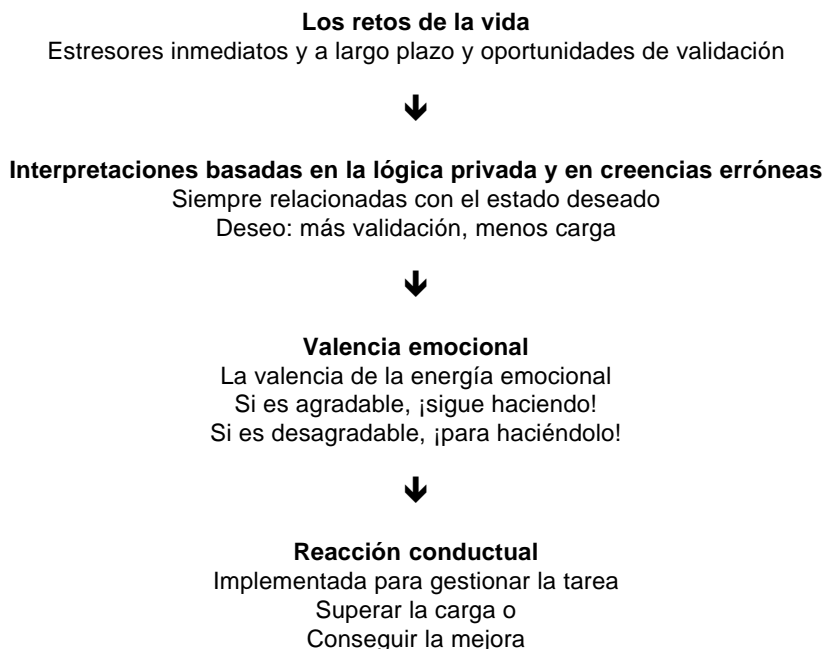 Los retos de la vida
Estresores inmediatos y a largo plazo y oportunidades de validación
Interpretaciones basadas en la lógica privada y en creencias erróneas
Siempre relacionadas con el estado deseado
Deseo: más validación, menos carga
Valencia emocional
La valencia de la energía emocional
Si es agradable, ¡sigue haciendo!
Si es desagradable, ¡para haciéndolo!
Reacción conductual
Implementada para gestionar la tarea
Superar la carga o
Conseguir la mejora